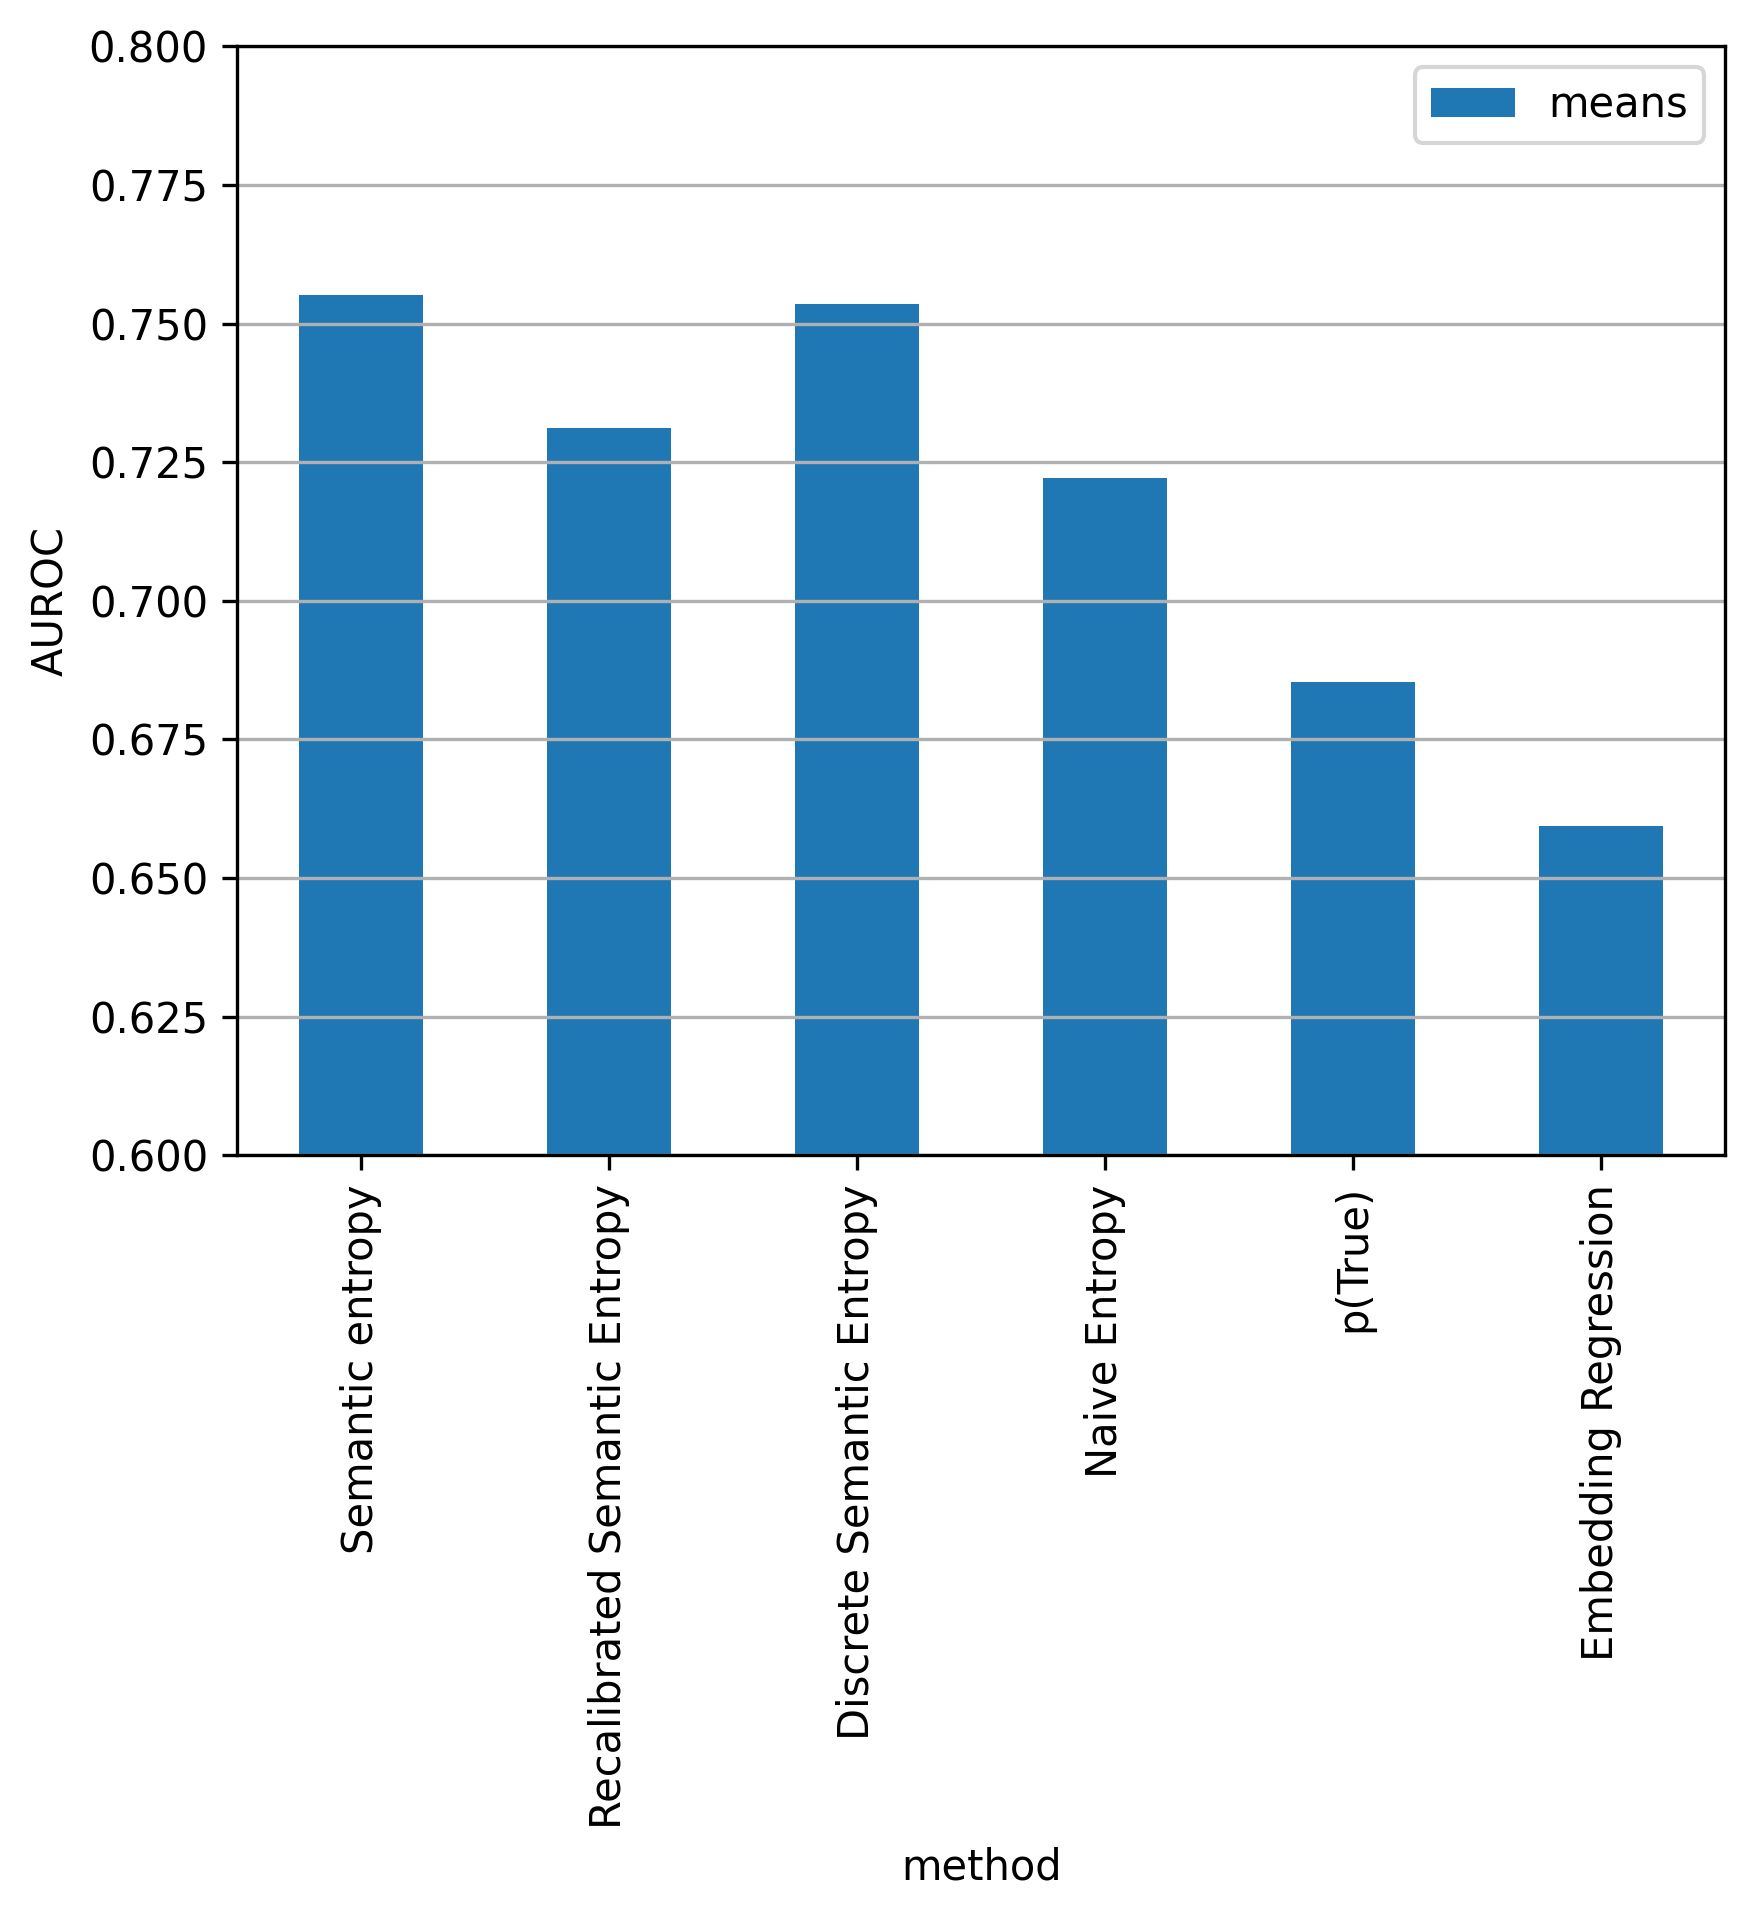 means
0.800
0.775
0.750
0.725
0.700
0.675
0.650
0.625
0.600
AUROC
Semantic entropy
Recalibrated Semantic Entropy
Discrete Semantic Entropy
Naive Entropy
p(True)
Embedding Regression
method